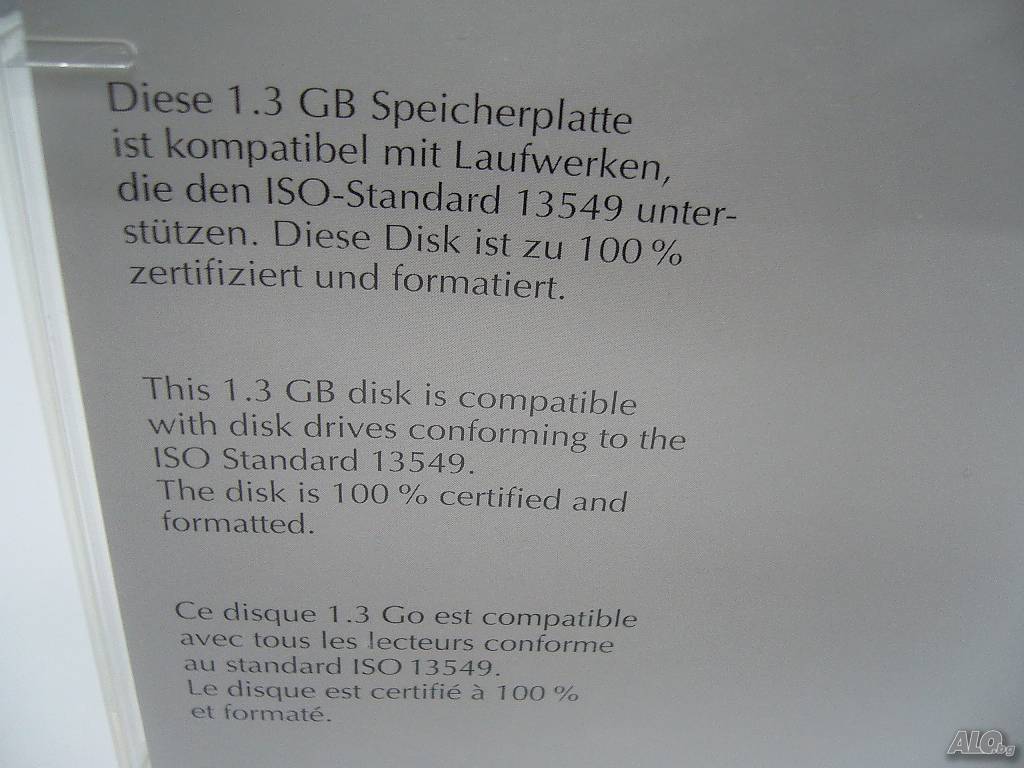 Diese 1.3 GB Speicherplatte
ist kompatibel mit Laufwerken,
die den ISO-Standard 13549 unter-
stützen. Diese Disk ist zu 100 %
zertifiziert und formatiert.
This 1.3 GB disk is compatible
with disk drives conforming to the
ISO Standard 13549.
The disk is 100 % certified and
formatted.
Ce disque 1.3 Go est compatible
avec tous les lecteurs conforme
au standard ISO 13549.
Le disque est certifié à 100 %
et formaté.
ALO.bg